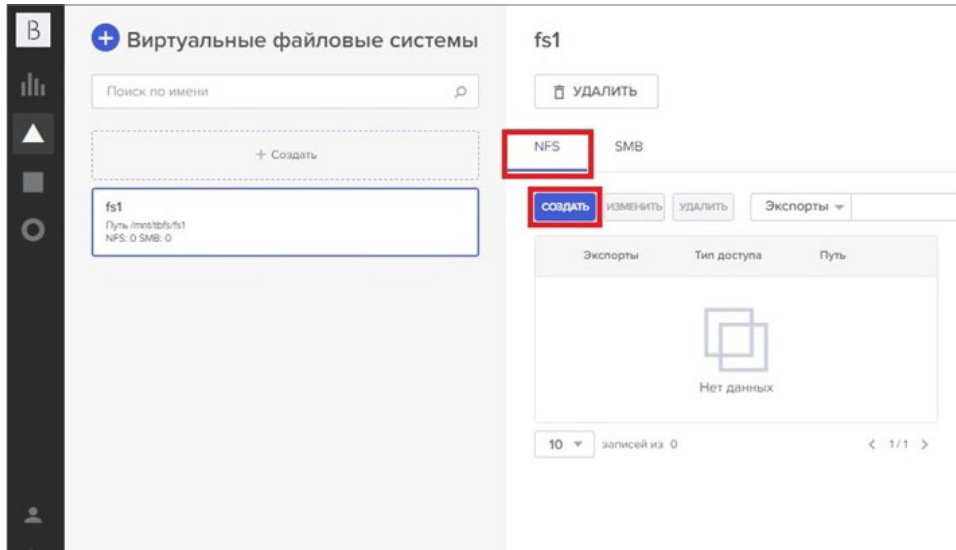 B
Виртуальные файловые системы
Поиск по имени
+ Создать
fs1
Путь /mnt/tbfs/fs1
NFS: 0 SMB: 0
fs1
УДАЛИТЬ
NFS SMB
СОЗДАТЬ ИЗМЕНИТЬ УДАЛИТЬ Экспорты
Экспорты Тип доступа Путь
Нет данных
10 записей из 0 < 1/1 >